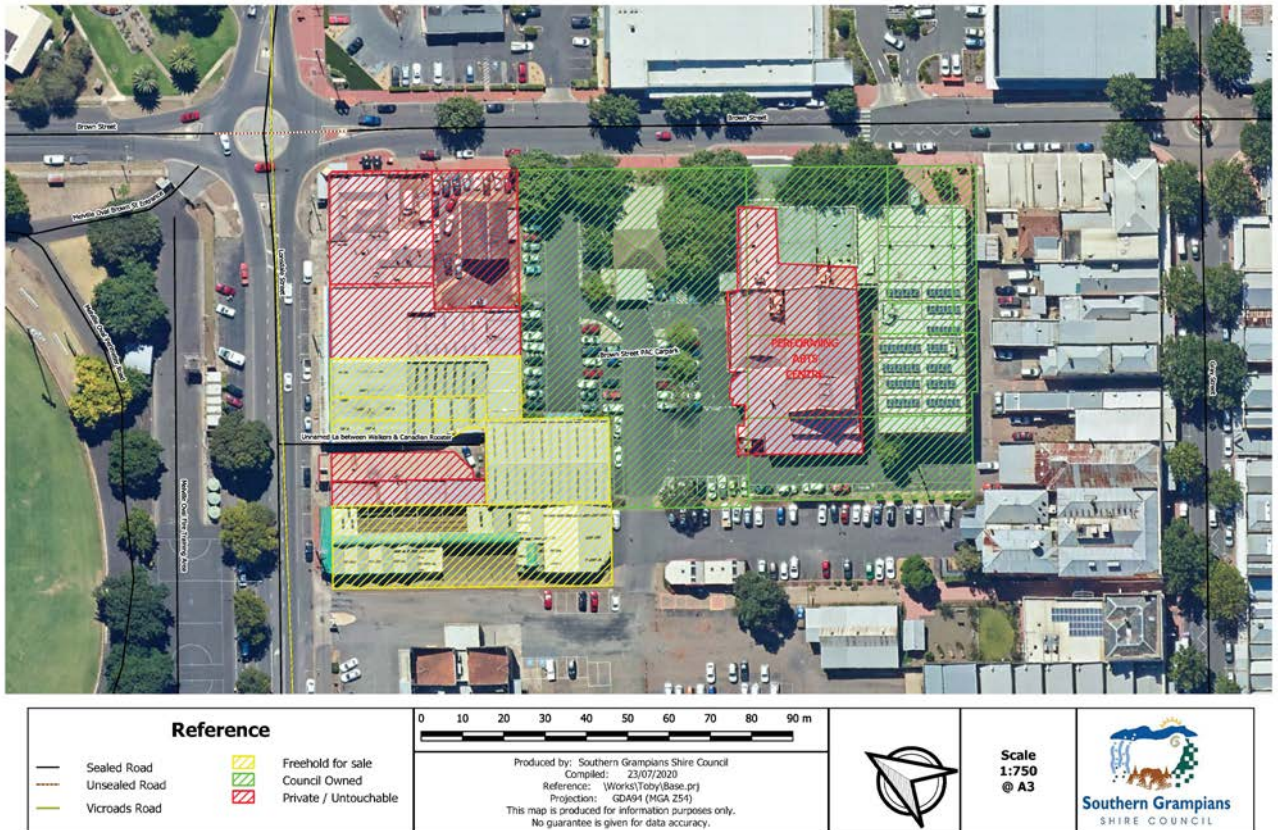 Brown Street
Brown Street
Melville Oval Brown St Entrance
Lonsdale Street
Brown Street PAC Carpark
PERFORMING
ARTS
CENTRE
Unnamed La between Walkers & Canadian Rooster
Grey Street
Reference
Sealed Road
Unsealed Road
Vicroads Road
Freehold for sale
Council Owned
Private / Untouchable
0 10 20 30 40 50 60 70 80 90 m
Produced by: Southern Grampians Shire Council
Compiled: 23/07/2020
Reference: \Works\Toby\Base.prj
Projection: GDA94 (MGA Z54)
This map is produced for information purposes only.
No guarantee is given for data accuracy.
Scale
1:750
@ A3
Southern Grampians
SHIRE COUNCIL